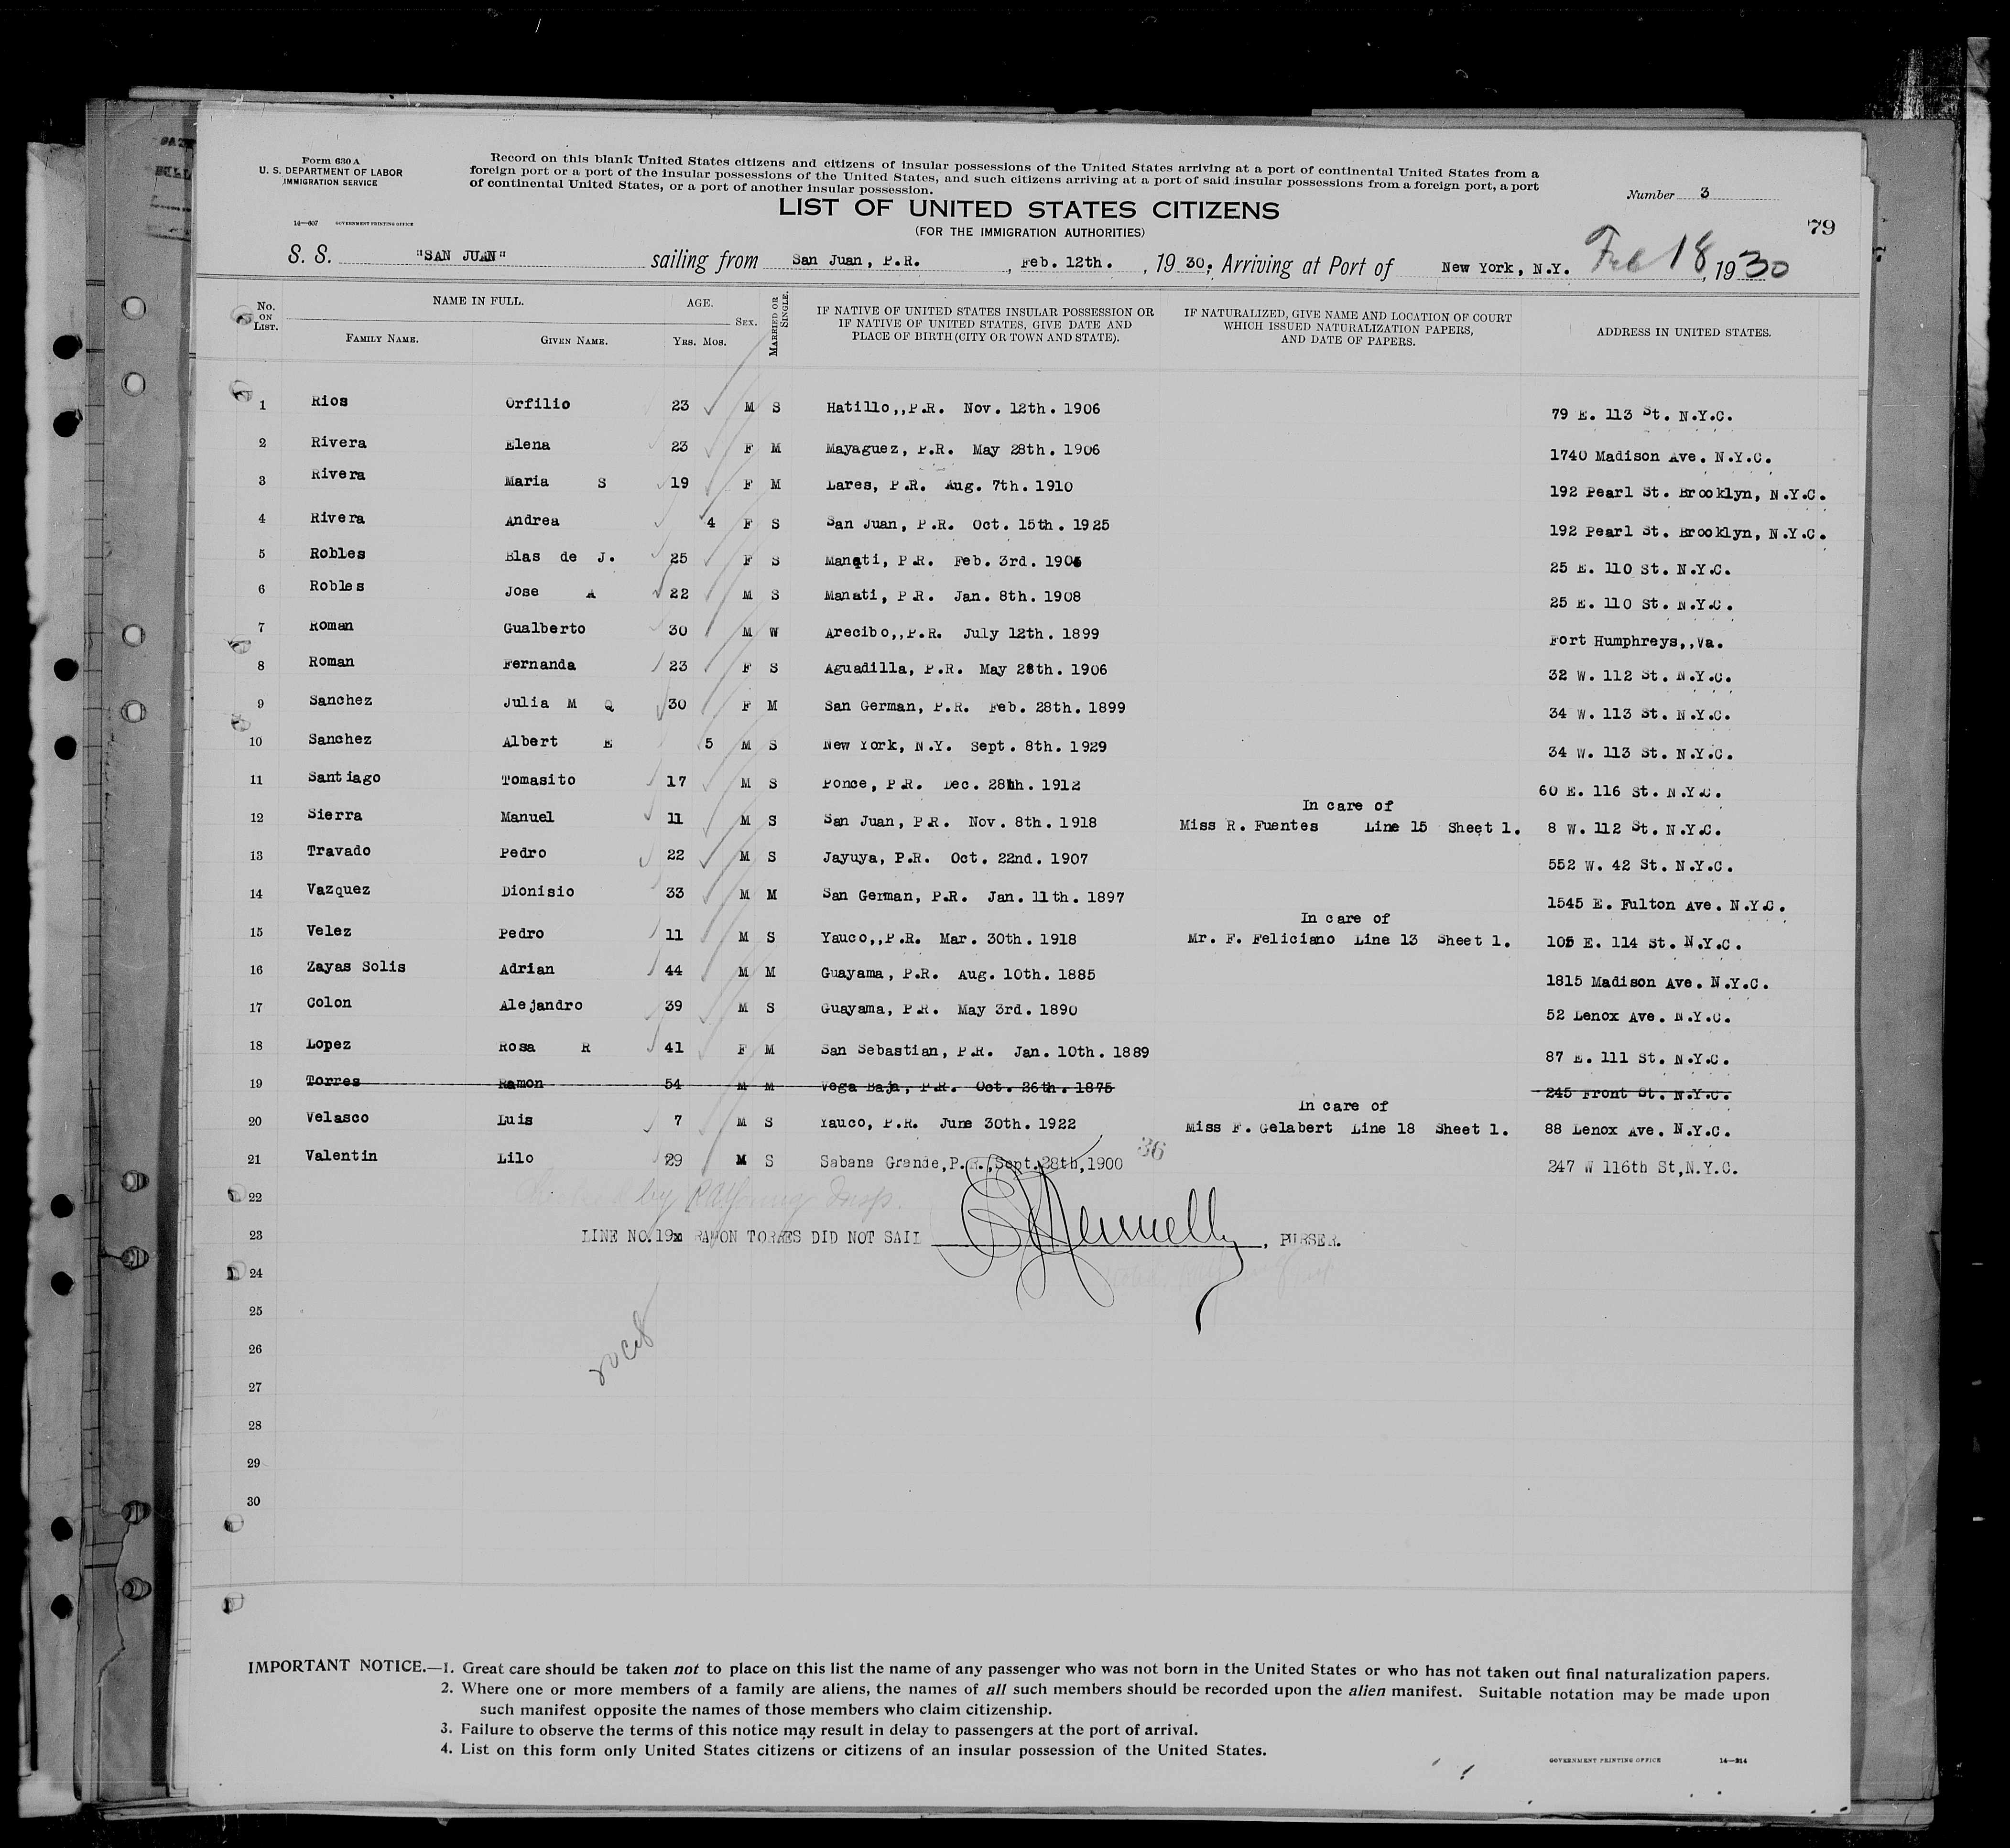 Form 630 A
U. S. DEPARTMENT OF LABOR
IMMIGRATION SERVICE
14—607 GOVERNMENT PRINTING OFFICE
Record on this blank United States citizens and citizens of insular possessions of the United States arriving at a port of continental United States from a
foreign port or a port of the insular possessions of the United States, and such citizens arriving at a port of said insular possessions from a foreign port, a port
of continental United States, or a port of another insular possession.
Number 3
LIST OF UNITED STATES CITIZENS
(FOR THE IMMIGRATION AUTHORITIES)
79
S. S. "SAN JUAN" sailing from San Juan, P.R. , Feb. 12th. , 19 30, Arriving at Port of New York, N.Y. Feb 18, 1930
No. ON LIST. NAME IN FULL. AGE. SEX. MARRIED OR SINGLE. IF NATIVE OF UNITED STATES INSULAR POSSESSION OR IF NATIVE OF UNITED STATES, GIVE DATE AND PLACE OF BIRTH (CITY OR TOWN AND STATE). IF NATURALIZED, GIVE NAME AND LOCATION OF COURT WHICH ISSUED NATURALIZATION PAPERS, AND DATE OF PAPERS. ADDRESS IN UNITED STATES.
FAMILY NAME. GIVEN NAME. YRS. MOS.
1 Rios Orfilio 23 M S Hatillo,,P.R. Nov. 12th. 1906 79 E. 113 St. N.Y.C.
2 Rivera Elena 23 F M Mayaguez, P.R. May 28th. 1906 1740 Madison Ave. N.Y.C.
3 Rivera Maria S 19 F M Lares, P.R. Aug. 7th. 1910 192 Pearl St. Brooklyn, N.Y.C.
4 Rivera Andrea 4 F S San Juan, P.R. Oct. 15th. 1925 192 Pearl St. Brooklyn, N.Y.C.
5 Robles Blas de J. 25 F S Manati, P.R. Feb. 3rd. 1905 25 E. 110 St. N.Y.C.
6 Robles Jose A 22 M S Manati, P.R. Jan. 8th. 1908 25 E. 110 St. N.Y.C.
7 Roman Gualberto 30 M W Arecibo,,P.R. July 12th. 1899 Fort Humphreys,,Va.
8 Roman Fernanda 23 F S Aguadilla, P.R. May 28th. 1906 32 W. 112 St. N.Y.C.
9 Sanchez Julia M Q 30 F M San German, P.R. Feb. 28th. 1899 34 W. 113 St. N.Y.C.
10 Sanchez Albert E 5 M S New York, N.Y. Sept. 8th. 1929 34 W. 113 St. N.Y.C.
11 Santiago Tomasito 17 M S Ponce, P.R. Dec. 28th. 1912 60 E. 116 St. N.Y.C.
In care of
12 Sierra Manuel 11 M S San Juan, P.R. Nov. 8th. 1918 Miss R. Fuentes Line 15 Sheet 1. 8 W. 112 St. N.Y.C.
13 Travado Pedro 22 M S Jayuya, P.R. Oct. 22nd. 1907 552 W. 42 St. N.Y.C.
14 Vazquez Dionisio 33 M M San German, P.R. Jan. 11th. 1897 1545 E. Fulton Ave. N.Y.C.
In care of
15 Velez Pedro 11 M S Yauco,,P.R. Mar. 30th. 1918 Mr. F. Feliciano Line 13 Sheet 1. 105 E. 114 St. N.Y.C.
16 Zayas Solis Adrian 44 M M Guayama, P.R. Aug. 10th. 1885 1815 Madison Ave. N.Y.C.
17 Colon Alejandro 39 M S Guayama, P.R. May 3rd. 1890 52 Lenox Ave. N.Y.C.
18 Lopez Rosa R 41 F M San Sebastian, P.R. Jan. 10th. 1889 87 E. 111 St. N.Y.C.
19 Torres Ramon 54 M M Vega Baja, P.R. Oct. 26th. 1875 245 Front St. N.Y.C.
In care of
20 Velasco Luis 7 M S Yauco, P.R. June 30th. 1922 Miss F. Gelabert Line 18 Sheet 1. 88 Lenox Ave. N.Y.C.
21 Valentin Lilo 29 M S Sabana Grande,P.R.,Sept.28th,1900 36 247 W 116th St,N.Y.C.
22
23 LINE NO.19 RAMON TORRES DID NOT SAIL , PURSER.
24
25
26
27
28
29
30
IMPORTANT NOTICE.—1. Great care should be taken not to place on this list the name of any passenger who was not born in the United States or who has not taken out final naturalization papers.
2. Where one or more members of a family are aliens, the names of all such members should be recorded upon the alien manifest. Suitable notation may be made upon
such manifest opposite the names of those members who claim citizenship.
3. Failure to observe the terms of this notice may result in delay to passengers at the port of arrival.
4. List on this form only United States citizens or citizens of an insular possession of the United States.
GOVERNMENT PRINTING OFFICE 14—314